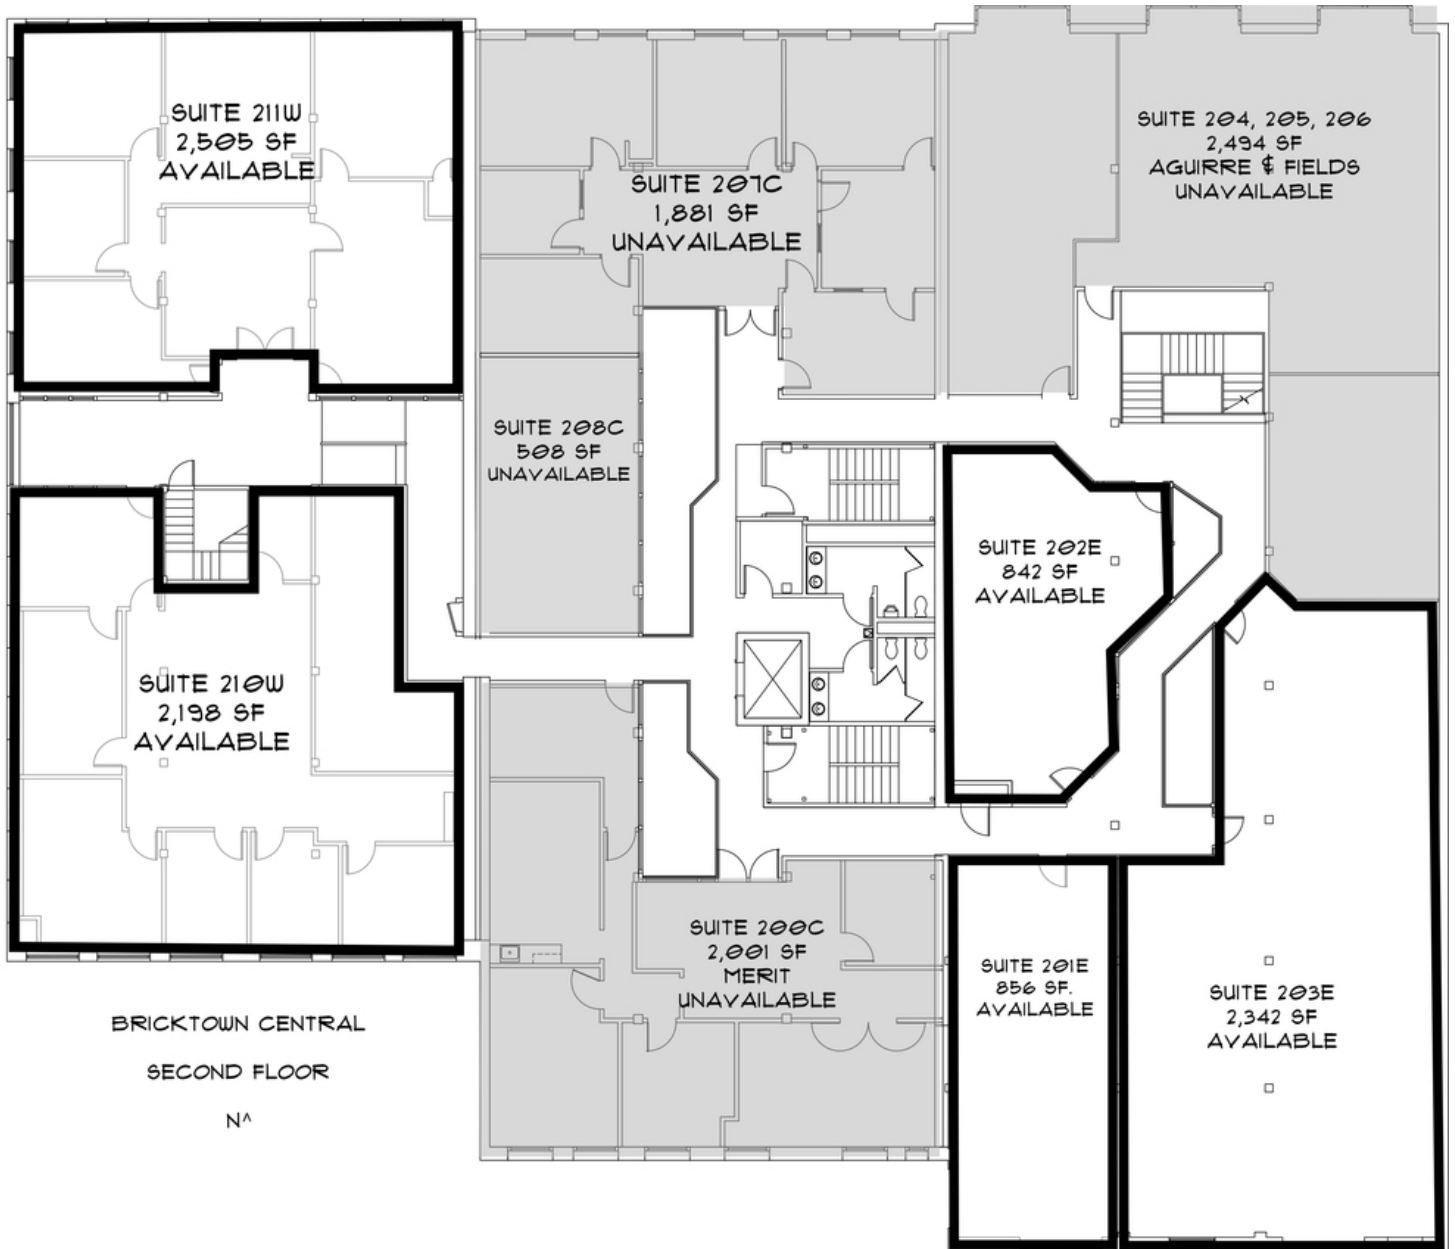 SUITE 211W
2,505 SF
AVAILABLE
SUITE 207C
1,881 SF
UNAVAILABLE
SUITE 204, 205, 206
2,494 SF
AGUIRRE & FIELDS
UNAVAILABLE
SUITE 208C
508 SF
UNAVAILABLE
SUITE 202E
842 SF
AVAILABLE
SUITE 210W
2,198 SF
AVAILABLE
SUITE 200C
2,001 SF
MERIT
UNAVAILABLE
SUITE 201E
856 SF.
AVAILABLE
SUITE 203E
2,342 SF
AVAILABLE
BRICKTOWN CENTRAL
SECOND FLOOR
N^